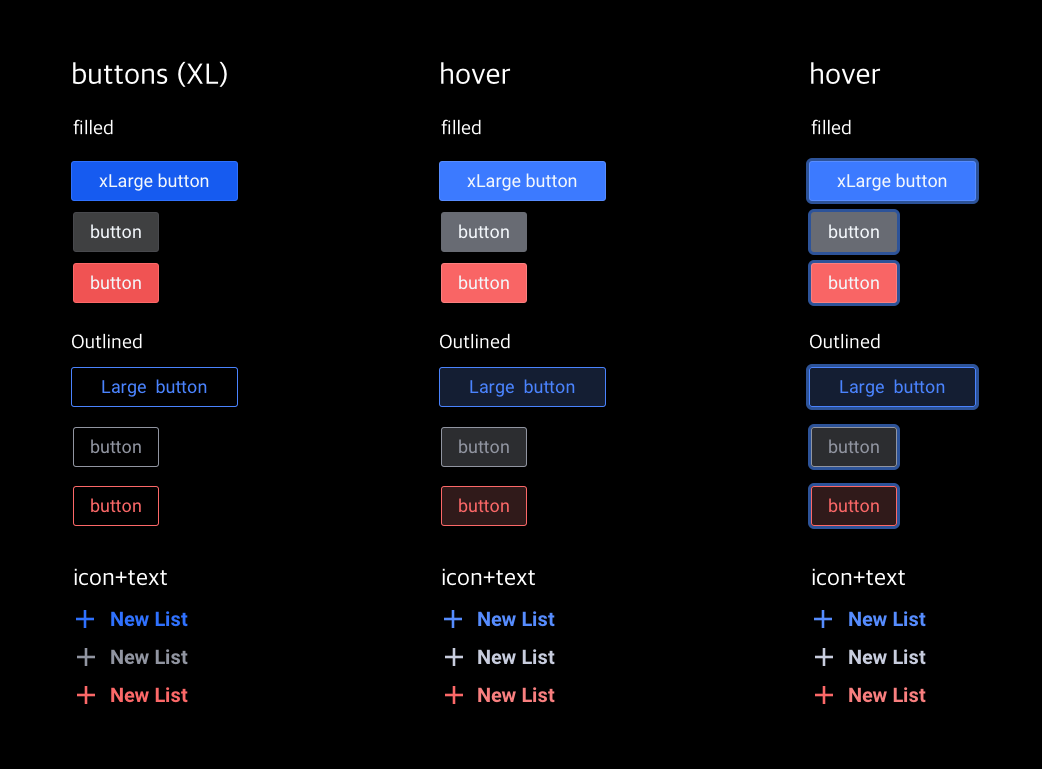 buttons (XL)
filled
xLarge button
button
button
Outlined
Large  button
button
button
icon+text
New List
New List
New List
hover
filled
xLarge button
button
button
Outlined
Large  button
button
button
icon+text
New List
New List
New List
hover
filled
xLarge button
button
button
Outlined
Large  button
button
button
icon+text
New List
New List
New List